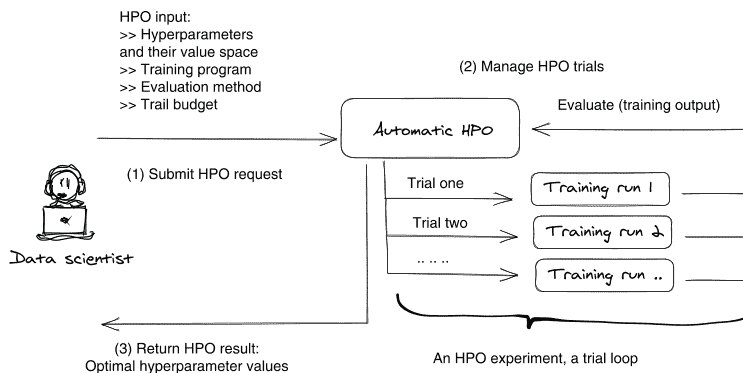 HPO input:
>> Hyperparameters
and their value space
>> Training program
>> Evaluation method
>> Trail budget
(2) Manage HPO trials
Evaluate (training output)
Automatic HPO
(1) Submit HPO request
Trial one
Training run 1
Trial two
Training run 2
.. .. ..
Training run ..
Data scientist
(3) Return HPO result:
Optimal hyperparameter values
An HPO experiment, a trial loop